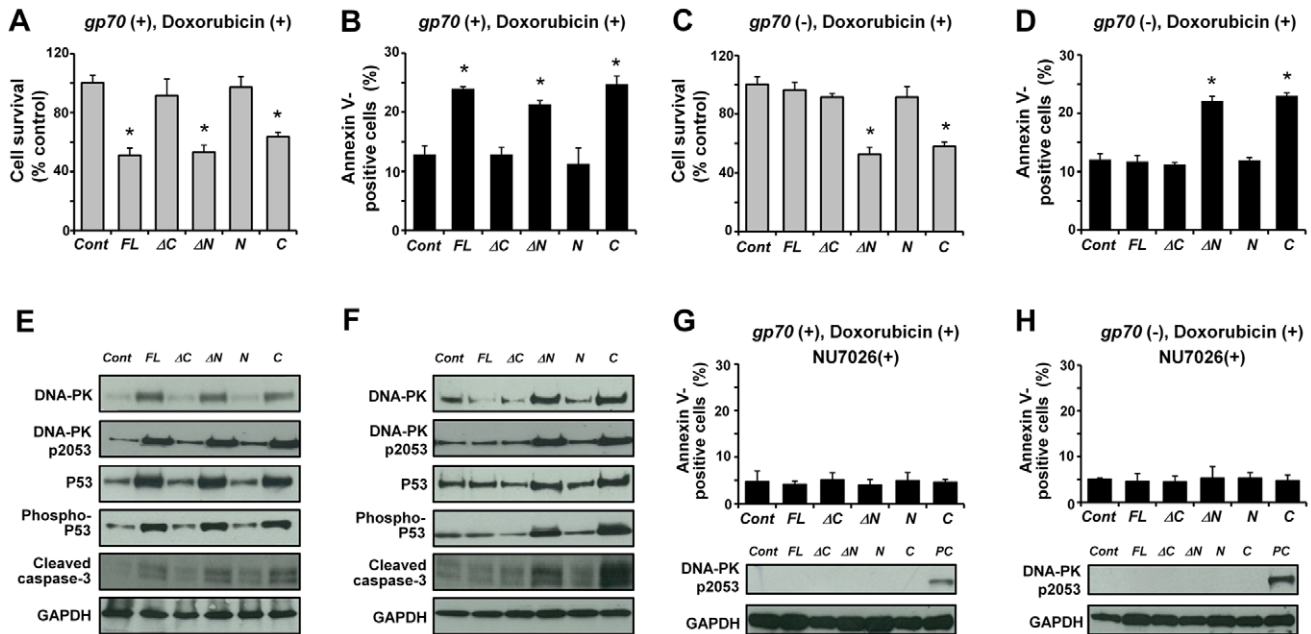 A
gp70 (+), Doxorubicin (+)
Cell survival
(% control)
120
80
40
0
*
*
*
Cont FL ΔC ΔN N C
B
gp70 (+), Doxorubicin (+)
Annexin V-
positive cells (%)
30
20
10
0
*
*
*
Cont FL ΔC ΔN N C
C
gp70 (-), Doxorubicin (+)
Cell survival
(% control)
120
80
40
0
*
*
Cont FL ΔC ΔN N C
D
gp70 (-), Doxorubicin (+)
Annexin V-
positive cells (%)
30
20
10
0
*
*
Cont FL ΔC ΔN N C
E
Cont FL ΔC ΔN N C
DNA-PK
DNA-PK
p2053
P53
Phospho-
P53
Cleaved
caspase-3
GAPDH
F
Cont FL ΔC ΔN N C
DNA-PK
DNA-PK
p2053
P53
Phospho-
P53
Cleaved
caspase-3
GAPDH
G
gp70 (+), Doxorubicin (+)
NU7026(+)
Annexin V-
positive cells (%)
30
20
10
5
0
Cont FL ΔC ΔN N C
Cont FL ΔC ΔN N C PC
DNA-PK
p2053
GAPDH
H
gp70 (-), Doxorubicin (+)
NU7026(+)
Annexin V-
positive cells (%)
30
20
10
5
0
Cont FL ΔC ΔN N C
Cont FL ΔC ΔN N C PC
DNA-PK
p2053
GAPDH